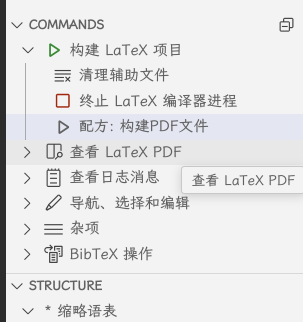 COMMANDS
构建 LaTeX 项目
清理辅助文件
终止 LaTeX 编译器进程
配方: 构建PDF文件
查看 LaTeX PDF
查看日志消息
查看 LaTeX PDF
导航、选择和编辑
杂项
BibTeX 操作
STRUCTURE
* 缩略语表